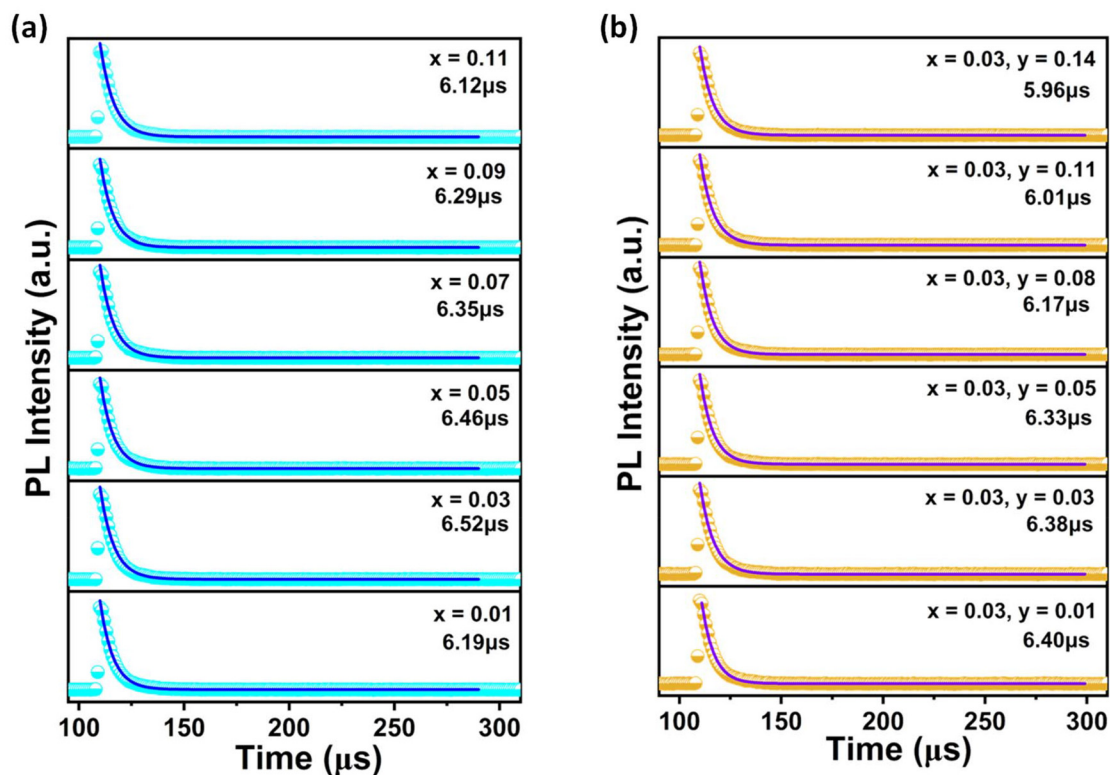 (a)
PL Intensity (a.u.)
x = 0.11
6.12μs
x = 0.09
6.29μs
x = 0.07
6.35μs
x = 0.05
6.46μs
x = 0.03
6.52μs
x = 0.01
6.19μs
100 150 200 250 300
Time (μs)
(b)
PL Intensity (a.u.)
x = 0.03, y = 0.14
5.96μs
x = 0.03, y = 0.11
6.01μs
x = 0.03, y = 0.08
6.17μs
x = 0.03, y = 0.05
6.33μs
x = 0.03, y = 0.03
6.38μs
x = 0.03, y = 0.01
6.40μs
100 150 200 250 300
Time (μs)